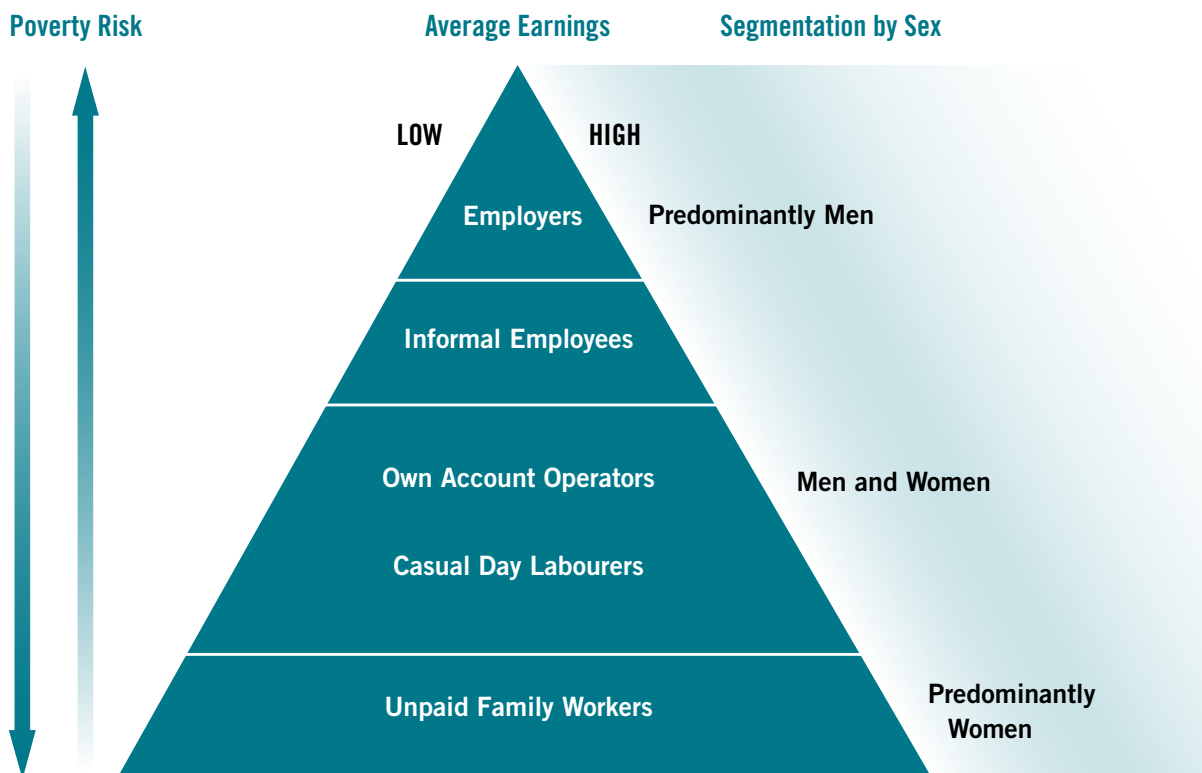 Poverty Risk
Average Earnings
Segmentation by Sex
LOW
HIGH
Employers
Predominantly Men
Informal Employees
Own Account Operators
Men and Women
Casual Day Labourers
Unpaid Family Workers
Predominantly
Women